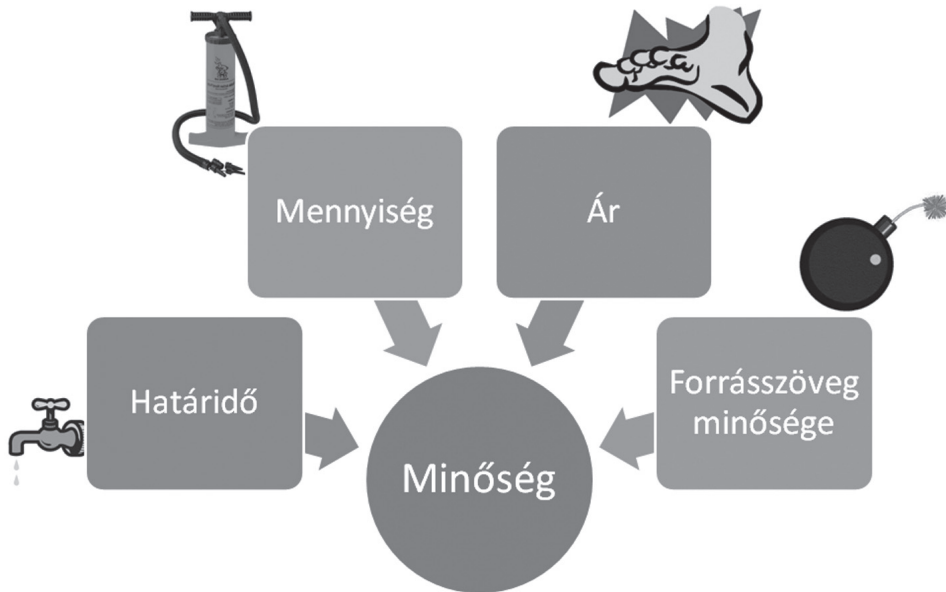 Mennyiség
Ár
Határidő
Forrásszöveg
minősége
Minőség